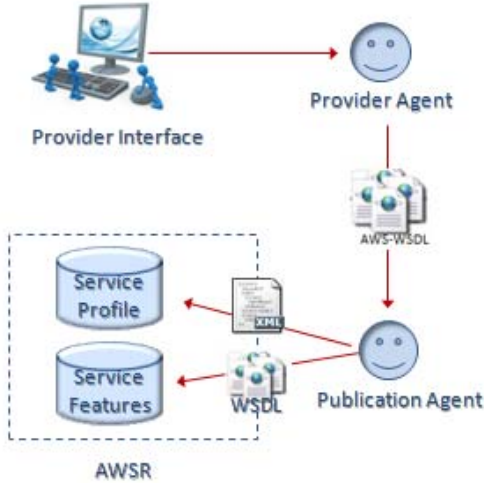 Provider Interface
Provider Agent
AWS-WSDL
Service
Profile
XML
Service
Features
WSDL
Publication Agent
AWSR